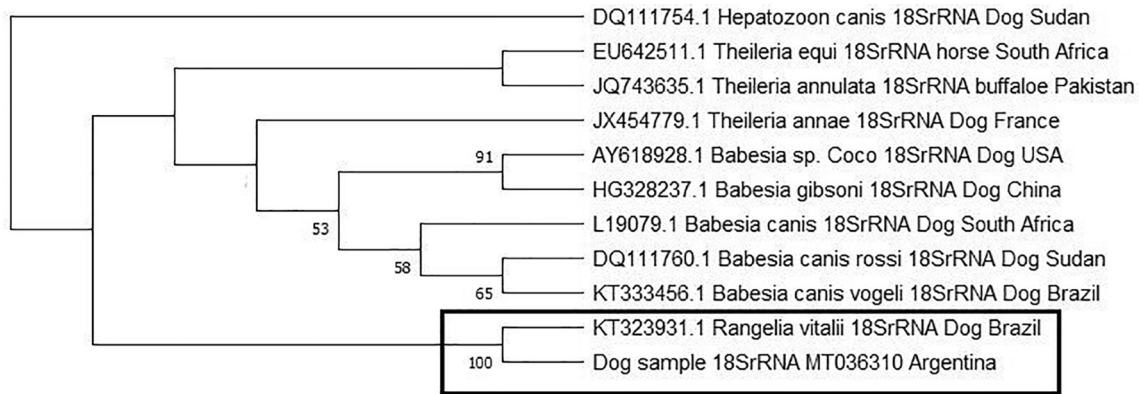 DQ111754.1 Hepatozoon canis 18SrRNA Dog Sudan
EU642511.1 Theileria equi 18SrRNA horse South Africa
JQ743635.1 Theileria annulata 18SrRNA buffaloe Pakistan
JX454779.1 Theileria annae 18SrRNA Dog France
91 AY618928.1 Babesia sp. Coco 18SrRNA Dog USA
HG328237.1 Babesia gibsoni 18SrRNA Dog China
53
L19079.1 Babesia canis 18SrRNA Dog South Africa
58
DQ111760.1 Babesia canis rossi 18SrRNA Dog Sudan
65 KT333456.1 Babesia canis vogeli 18SrRNA Dog Brazil
KT323931.1 Rangelia vitalii 18SrRNA Dog Brazil
100 Dog sample 18SrRNA MT036310 Argentina